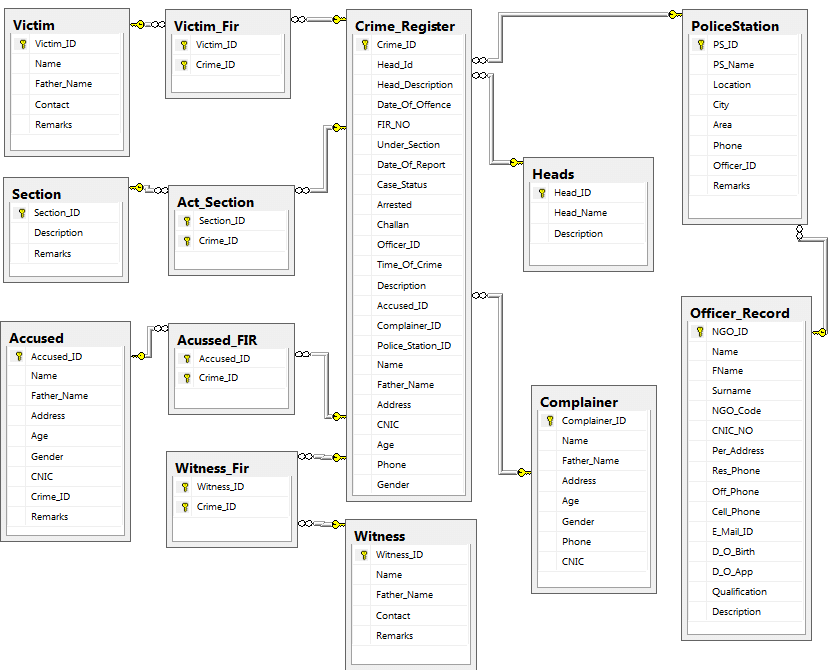 Victim
Victim_ID
Name
Father_Name
Contact
Remarks
Victim_Fir
Victim_ID
Crime_ID
Crime_Register
Crime_ID
Head_Id
Head_Description
Date_Of_Offence
FIR_NO
Under_Section
Date_Of_Report
Case_Status
Arrested
Challan
Officer_ID
Time_Of_Crime
Description
Accused_ID
Complainer_ID
Police_Station_ID
Name
Father_Name
Address
CNIC
Age
Phone
Gender
PoliceStation
PS_ID
PS_Name
Location
City
Area
Phone
Officer_ID
Remarks
Section
Section_ID
Description
Remarks
Act_Section
Section_ID
Crime_ID
Heads
Head_ID
Head_Name
Description
Accused
Accused_ID
Name
Father_Name
Address
Age
Gender
CNIC
Crime_ID
Remarks
Acussed_FIR
Accused_ID
Crime_ID
Witness_Fir
Witness_ID
Crime_ID
Witness
Witness_ID
Name
Father_Name
Contact
Remarks
Complainer
Complainer_ID
Name
Father_Name
Address
Age
Gender
Phone
CNIC
Officer_Record
NGO_ID
Name
FName
Surname
NGO_Code
CNIC_NO
Per_Address
Res_Phone
Off_Phone
Cell_Phone
E_Mail_ID
D_O_Birth
D_O_App
Qualification
Description